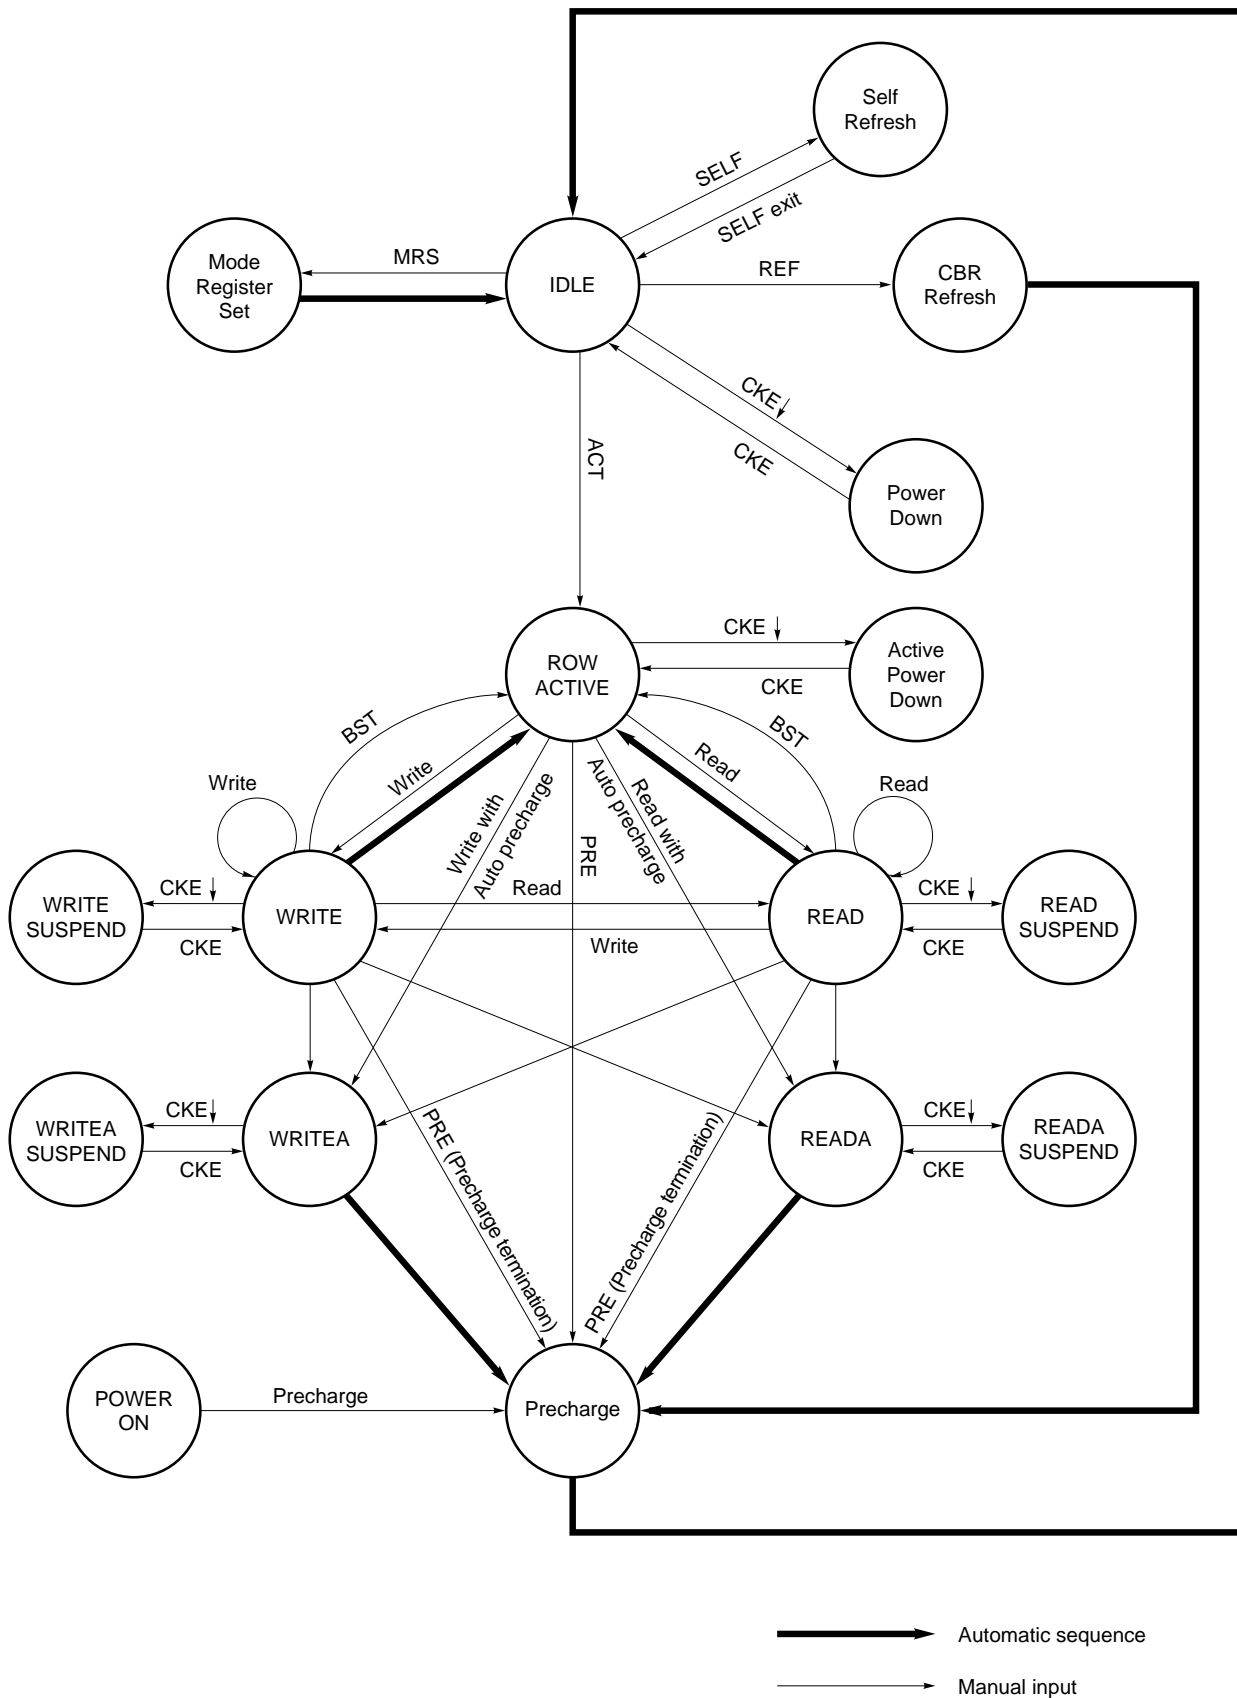 Self
Refresh
SELF
SELF exit
Mode
Register
Set
MRS
IDLE
REF
CBR
Refresh
CKE↓
CKE
ACT
Power
Down
ROW
ACTIVE
CKE ↓
CKE
Active
Power
Down
BST
Write
Write
Write with
Auto precharge
PRE
Read with
Auto precharge
Read
BST
Read
WRITE
SUSPEND
CKE ↓
CKE
WRITE
Read
Write
READ
CKE ↓
CKE
READ
SUSPEND
WRITEA
SUSPEND
CKE↓
CKE
WRITEA
PRE (Precharge termination)
PRE (Precharge termination)
READA
CKE ↓
CKE
READA
SUSPEND
POWER
ON
Precharge
Precharge
Automatic sequence
Manual input